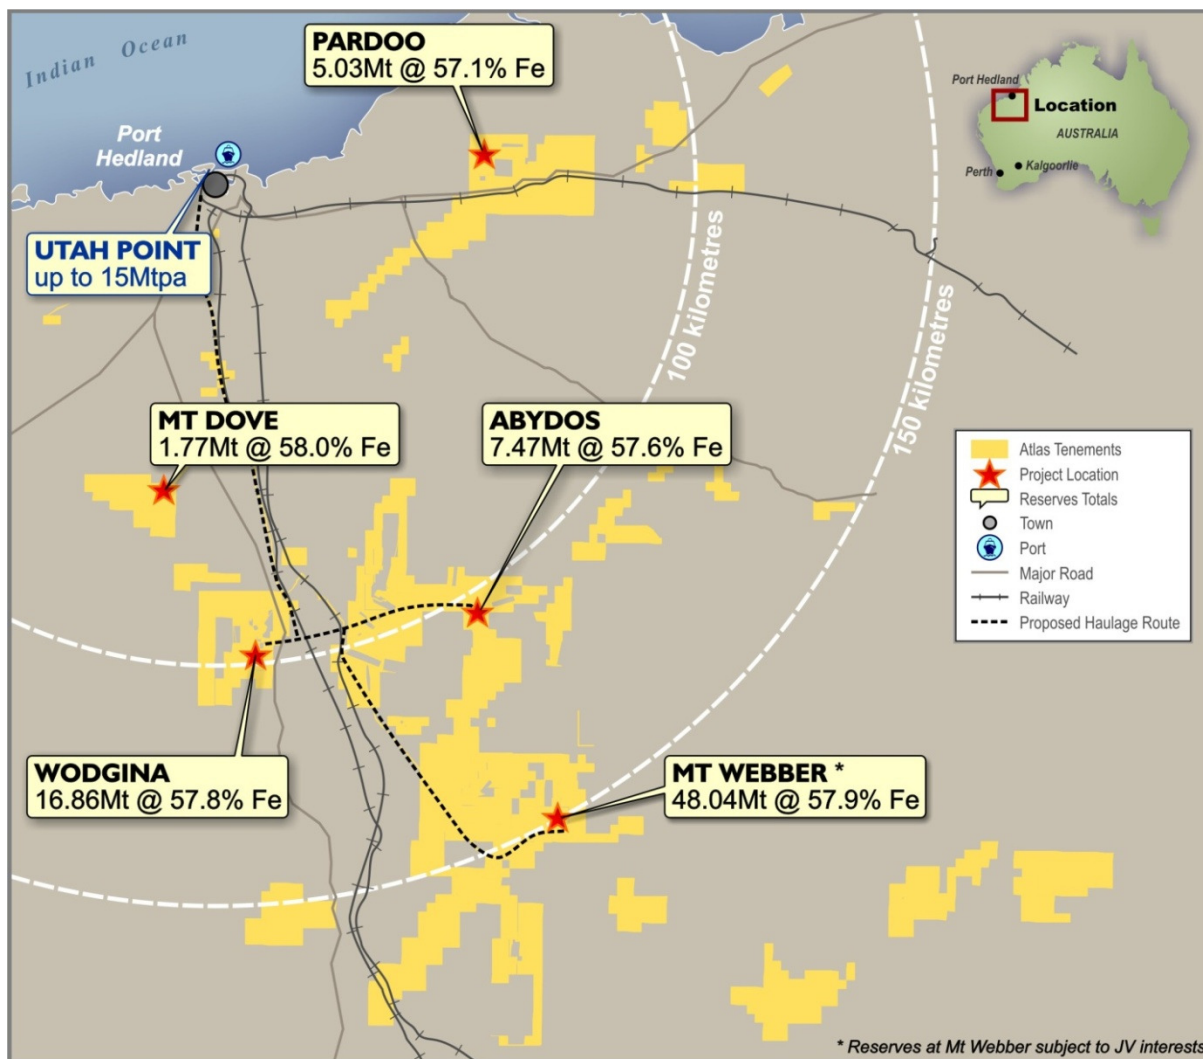 Indian Ocean
PARDOO
5.03Mt @ 57.1% Fe
Port Hedland
Location
AUSTRALIA
Perth
Kalgoorlie
Port
Hedland
UTAH POINT
up to 15Mtpa
100 kilometres
150 kilometres
MT DOVE
1.77Mt @ 58.0% Fe
ABYDOS
7.47Mt @ 57.6% Fe
Atlas Tenements
Project Location
Reserves Totals
Town
Port
Major Road
Railway
Proposed Haulage Route
WODGINA
16.86Mt @ 57.8% Fe
MT WEBBER *
48.04Mt @ 57.9% Fe
* Reserves at Mt Webber subject to JV interests